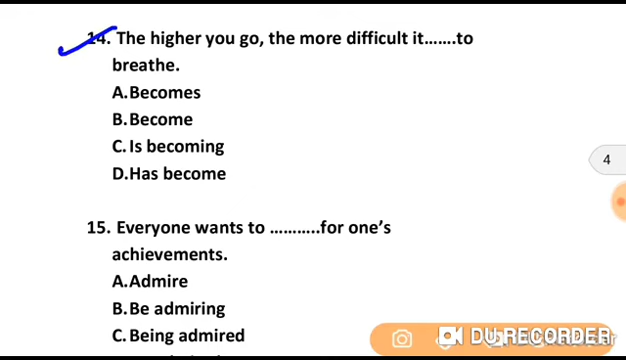 14. The higher you go, the more difficult it.......to
breathe.
A. Becomes
B. Become
C. Is becoming
D. Has become
4
15. Everyone wants to ...........for one's
achievements.
A. Admire
B. Be admiring
C. Being admired
DU RECORDER